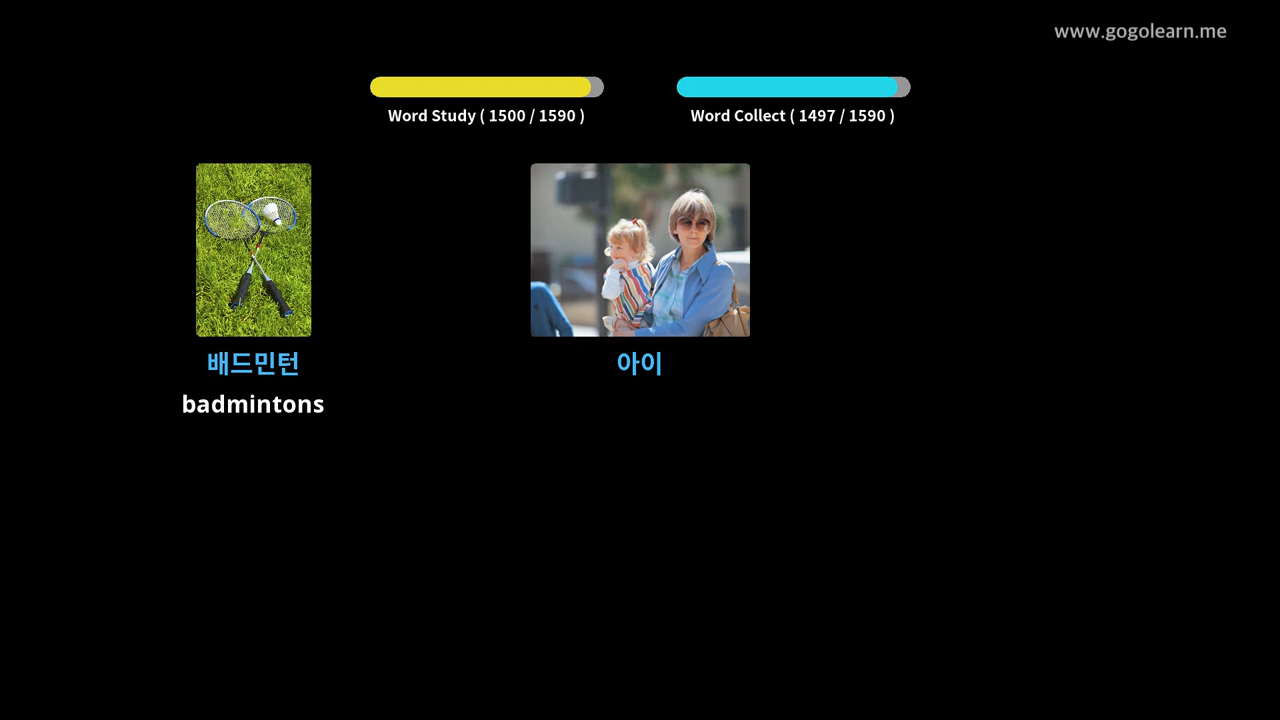 www.gogolearn.me
Word Study ( 1500 / 1590 )
Word Collect ( 1497 / 1590 )
배드민턴
아이
badmintons